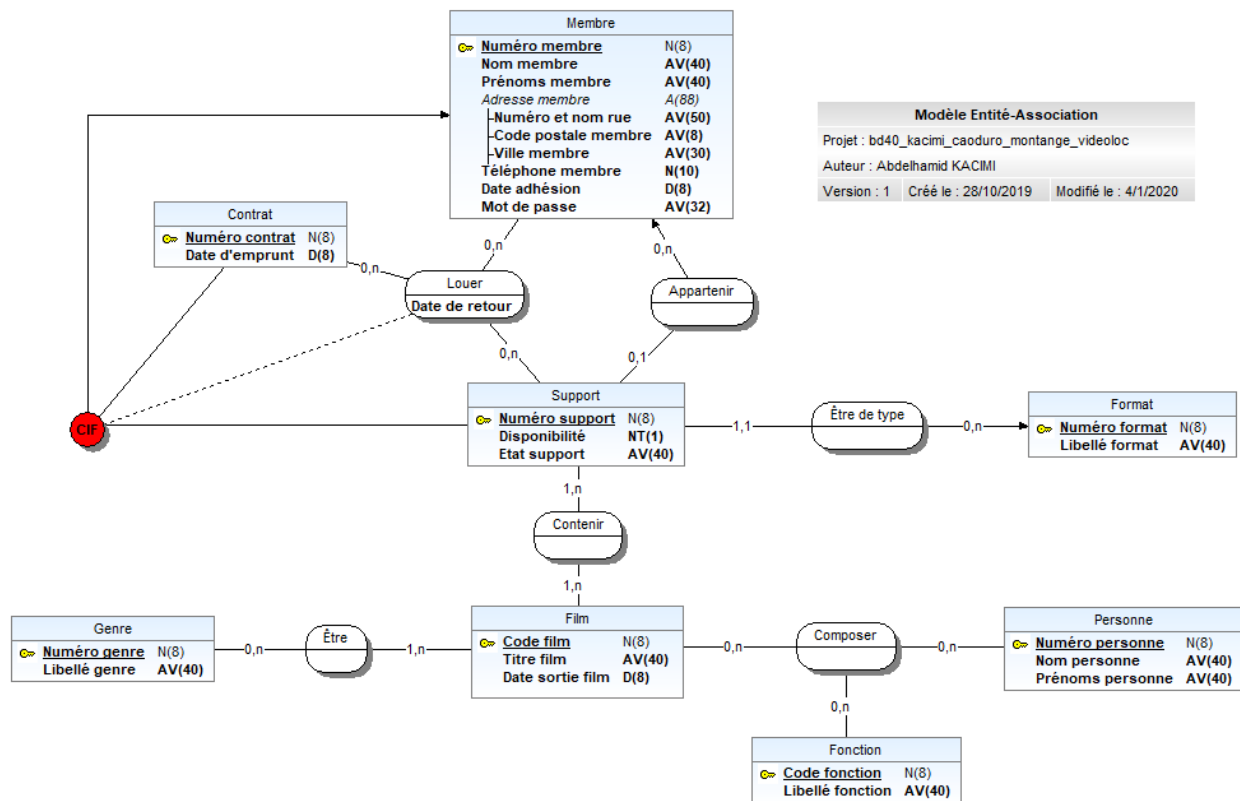 Membre
Numéro membre N(8)
Nom membre AV(40)
Prénoms membre AV(40)
Adresse membre A(88)
Numéro et nom rue AV(50)
Code postale membre AV(8)
Ville membre AV(30)
Téléphone membre N(10)
Date adhésion D(8)
Mot de passe AV(32)
Modèle Entité-Association
Projet : bd40_kacimi_caoduro_montange_videoloc
Auteur : Abdelhamid KACIMI
Version : 1 Créé le : 28/10/2019 Modifié le : 4/1/2020
Contrat
Numéro contrat N(8)
Date d'emprunt D(8)
0,n
0,n
0,n
Louer
Date de retour
Appartenir
0,n
0,1
CIF
Support
Numéro support N(8)
Disponibilité NT(1)
Etat support AV(40)
1,1
Être de type
0,n
Format
Numéro format N(8)
Libellé format AV(40)
1,n
Contenir
1,n
Genre
Numéro genre N(8)
Libellé genre AV(40)
0,n
Être
1,n
Film
Code film N(8)
Titre film AV(40)
Date sortie film D(8)
0,n
Composer
0,n
Personne
Numéro personne N(8)
Nom personne AV(40)
Prénoms personne AV(40)
0,n
Fonction
Code fonction N(8)
Libellé fonction AV(40)